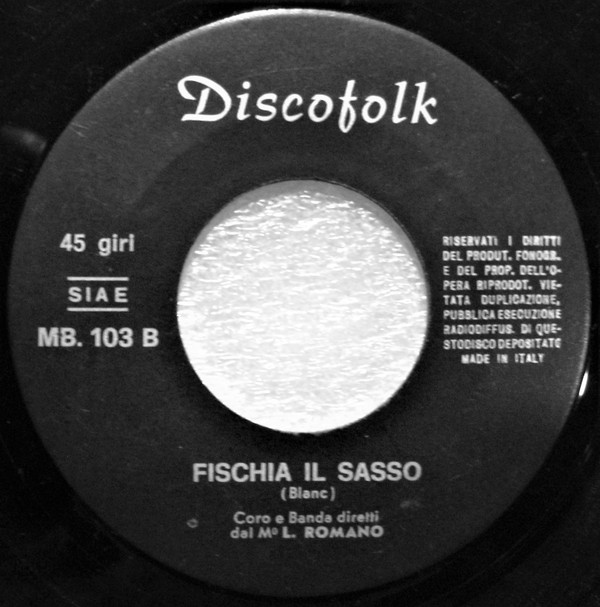 Discofolk
45 giri
SIAE
MB. 103 B
RISERVATI I DIRITTI
DEL PRODUT. FONOGR.
E DEL PROP. DELL'O-
PERA RIPRODOT. VIE-
TATA DUPLICAZIONE,
PUBBLICA ESECUZIONE
RADIODIFFUS. DI QUE-
STO DISCO DEPOSITATO
MADE IN ITALY
FISCHIA IL SASSO
(Blanc)
Coro e Banda diretti
dal Mº L. ROMANO